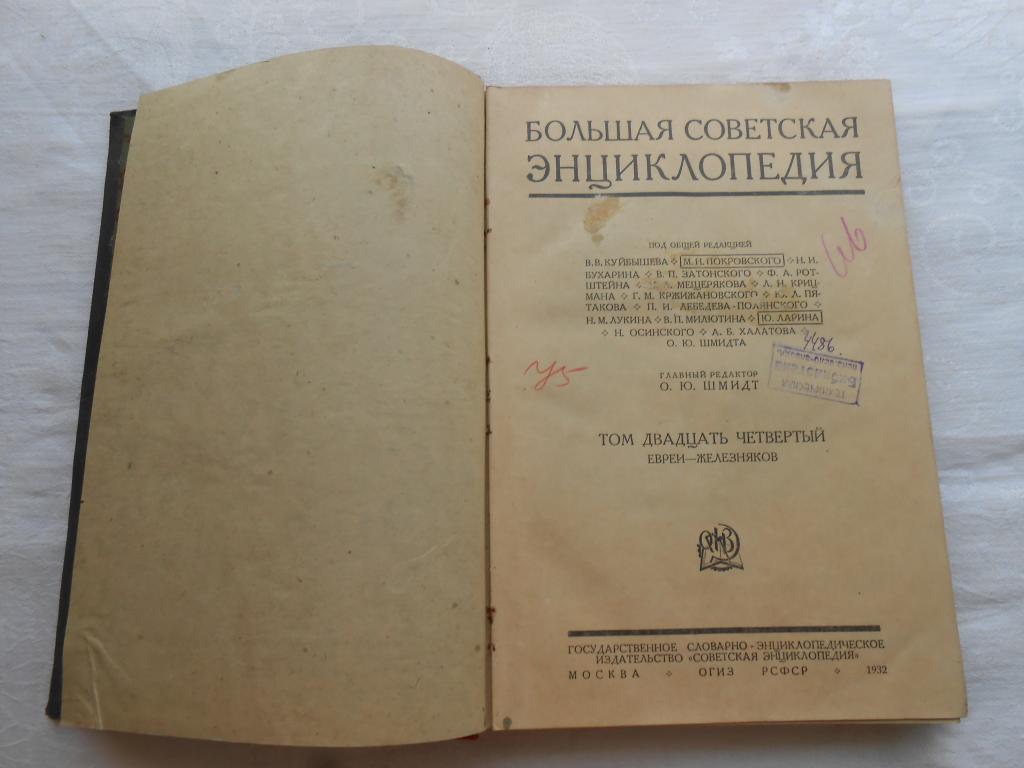 БОЛЬШАЯ СОВЕТСКАЯ
ЭНЦИКЛОПЕДИЯ
ПОД ОБЩЕЙ РЕДАКЦИЕЙ
В. В. КУЙБЫШЕВА ❖ М. Н. ПОКРОВСКОГО ❖ Н. И.
БУХАРИНА ❖ В. П. ЗАТОНСКОГО ❖ Ф. А. РОТ-
ШТЕЙНА ❖ МЕЩЕРЯКОВА ❖ Л. Н. КРИЦ-
МАНА ❖ Г. М. КРЖИЖАНОВСКОГО ❖ Ю. Л. ПЯ-
ТАКОВА ❖ П. И. ЛЕБЕДЕВА-ПОЛЯНСКОГО ❖
Н. М. ЛУКИНА ❖ В. П. МИЛЮТИНА ❖ Ю. ЛАРИНА
❖ Н. ОСИНСКОГО ❖ А. Б. ХАЛАТОВА ❖
О. Ю. ШМИДТА
4486.
ГЛАВНЫЙ РЕДАКТОР
О. Ю. ШМИДТ
Библиотека
ТОМ ДВАДЦАТЬ ЧЕТВЕРТЫЙ
ЕВРЕИ—ЖЕЛЕЗНЯКОВ
ГОСУДАРСТВЕННОЕ СЛОВАРНО-ЭНЦИКЛОПЕДИЧЕСКОЕ
ИЗДАТЕЛЬСТВО «СОВЕТСКАЯ ЭНЦИКЛОПЕДИЯ»
МОСКВА ❖ ОГИЗ РСФСР ❖ 1932